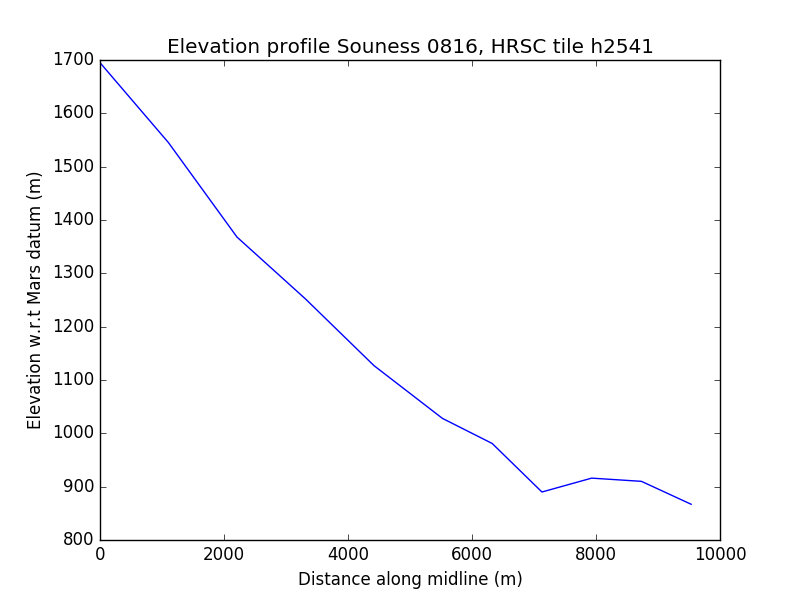 Elevation profile Souness 0816, HRSC tile h2541
1700
1600
1500
1400
1300
1200
1100
1000
900
800
Elevation w.r.t Mars datum (m)
0 2000 4000 6000 8000 10000
Distance along midline (m)